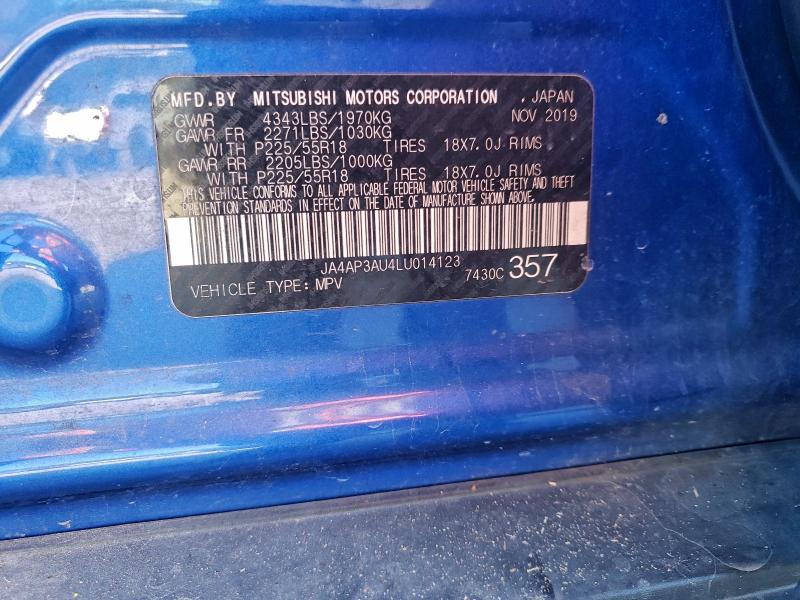 MFD.BY MITSUBISHI MOTORS CORPORATION . JAPAN
GVWR 4343LBS/1970KG NOV 2019
GAWR FR 2271LBS/1030KG
WITH P225/55R18 TIRES 18X7.0J RIMS
GAWR RR 2205LBS/1000KG
WITH P225/55R18 TIRES 18X7.0J RIMS
THIS VEHICLE CONFORMS TO ALL APPLICABLE FEDERAL MOTOR VEHICLE SAFETY AND THEFT
PREVENTION STANDARDS IN EFFECT ON THE DATE OF MANUFACTURE SHOWN ABOVE.
JA4AP3AU4LU014123
VEHICLE TYPE: MPV 7430C 357